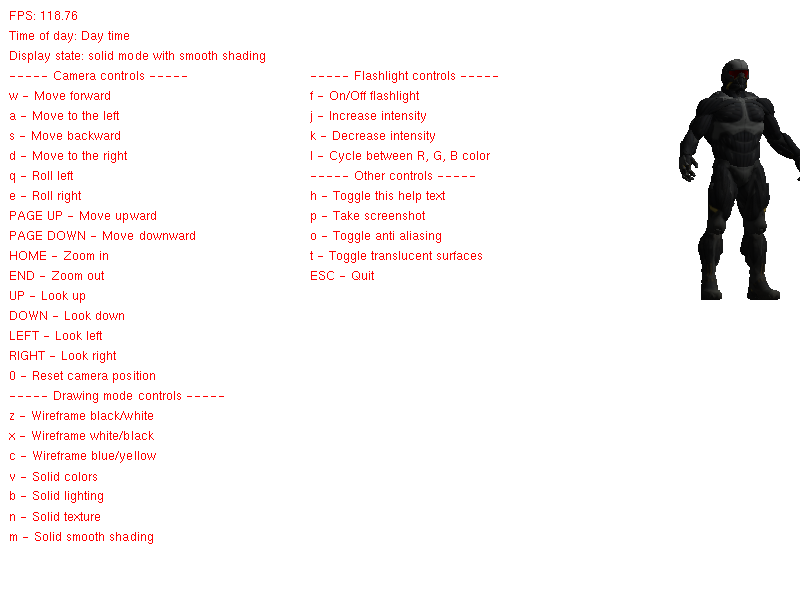 FPS: 118.76
Time of day: Day time
Display state: solid mode with smooth shading
----- Camera controls -----
w - Move forward
a - Move to the left
s - Move backward
d - Move to the right
q - Roll left
e - Roll right
PAGE UP - Move upward
PAGE DOWN - Move downward
HOME - Zoom in
END - Zoom out
UP - Look up
DOWN - Look down
LEFT - Look left
RIGHT - Look right
0 - Reset camera position
----- Drawing mode controls -----
z - Wireframe black/white
x - Wireframe white/black
c - Wireframe blue/yellow
v - Solid colors
b - Solid lighting
n - Solid texture
m - Solid smooth shading
----- Flashlight controls -----
f - On/Off flashlight
j - Increase intensity
k - Decrease intensity
l - Cycle between R, G, B color
----- Other controls -----
h - Toggle this help text
p - Take screenshot
o - Toggle anti aliasing
t - Toggle translucent surfaces
ESC - Quit